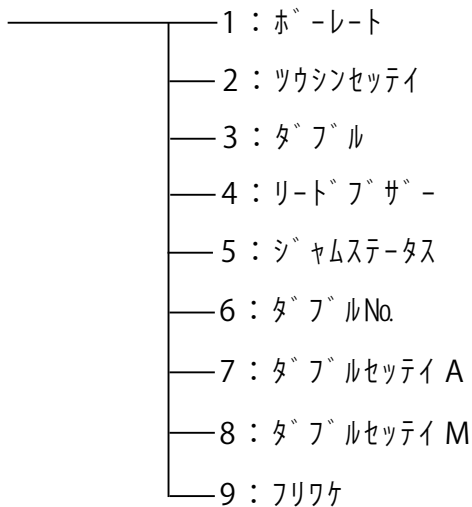 1：ﾎﾞｰﾚｰﾄ
2：ﾂｳｼﾝｾｯﾃｲ
3：ﾀﾞﾌﾞﾙ
4：ﾘｰﾄﾞﾌﾞｻﾞｰ
5：ｼﾞｬﾑｽﾃｰﾀｽ
6：ﾀﾞﾌﾞﾙNo.
7：ﾀﾞﾌﾞﾙｾｯﾃｲ A
8：ﾀﾞﾌﾞﾙｾｯﾃｲ M
9：ﾌﾘﾜｹ